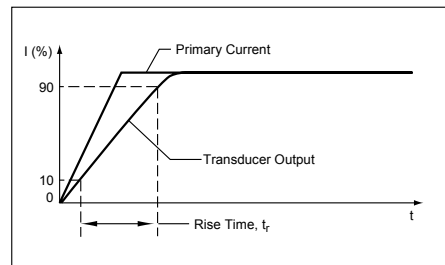 I (%)
Primary Current
90
Transducer Output
10
0
t
Rise Time, tr